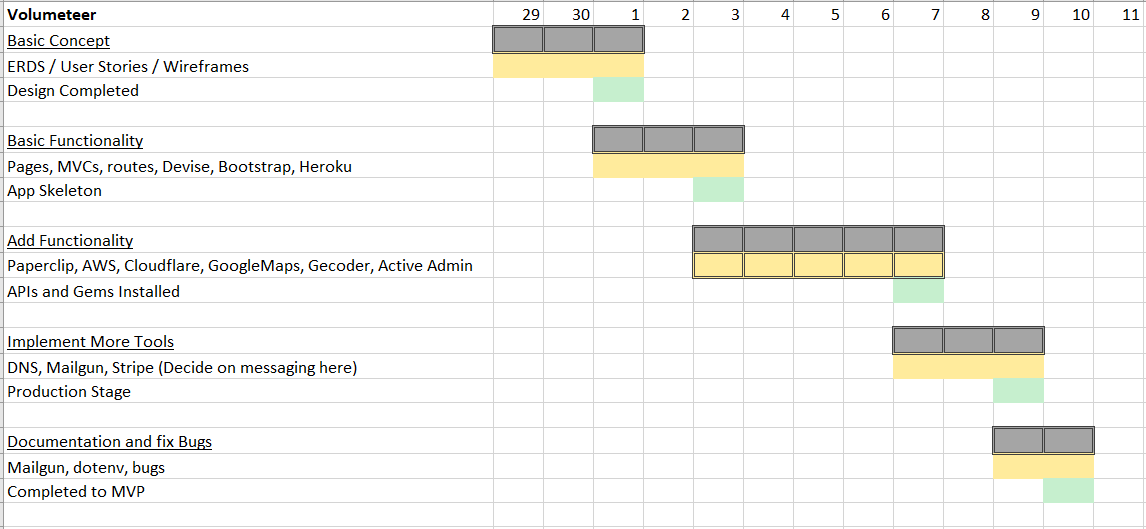 Volumeteer 29 30 1 2 3 4 5 6 7 8 9 10 11
Basic Concept
ERDS / User Stories / Wireframes
Design Completed
Basic Functionality
Pages, MVCs, routes, Devise, Bootstrap, Heroku
App Skeleton
Add Functionality
Paperclip, AWS, Cloudflare, GoogleMaps, Gecoder, Active Admin
APIs and Gems Installed
Implement More Tools
DNS, Mailgun, Stripe (Decide on messaging here)
Production Stage
Documentation and fix Bugs
Mailgun, dotenv, bugs
Completed to MVP